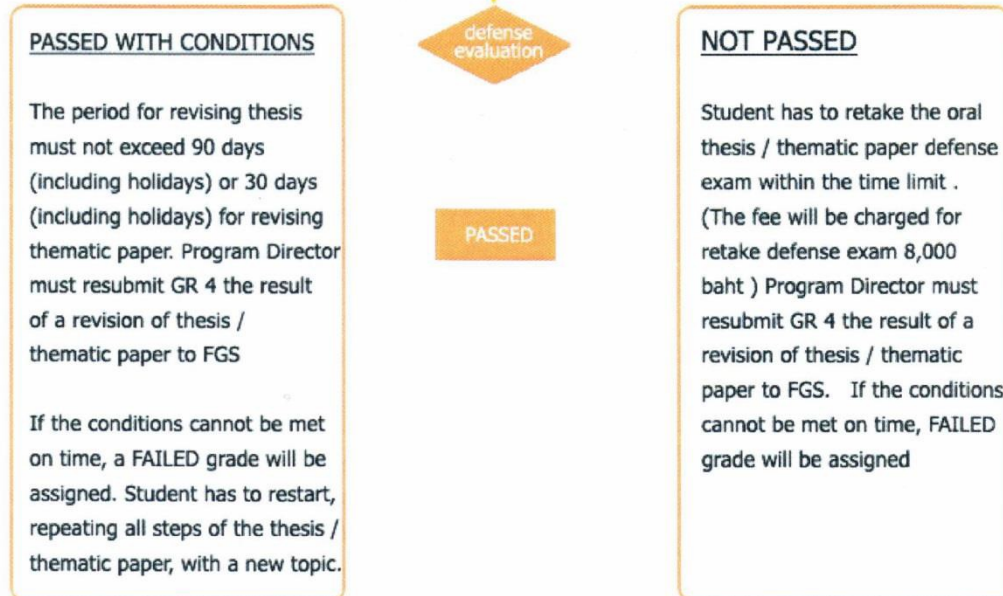 PASSED WITH CONDITIONS
The period for revising thesis
must not exceed 90 days
(including holidays) or 30 days
(including holidays) for revising
thematic paper. Program Director
must resubmit GR 4 the result
of a revision of thesis /
thematic paper to FGS
If the conditions cannot be met
on time, a FAILED grade will be
assigned. Student has to restart,
repeating all steps of the thesis /
thematic paper, with a new topic.
defense
evaluation
PASSED
NOT PASSED
Student has to retake the oral
thesis / thematic paper defense
exam within the time limit .
(The fee will be charged for
retake defense exam 8,000
baht ) Program Director must
resubmit GR 4 the result of a
revision of thesis / thematic
paper to FGS.   If the conditions
cannot be met on time, FAILED
grade will be assigned